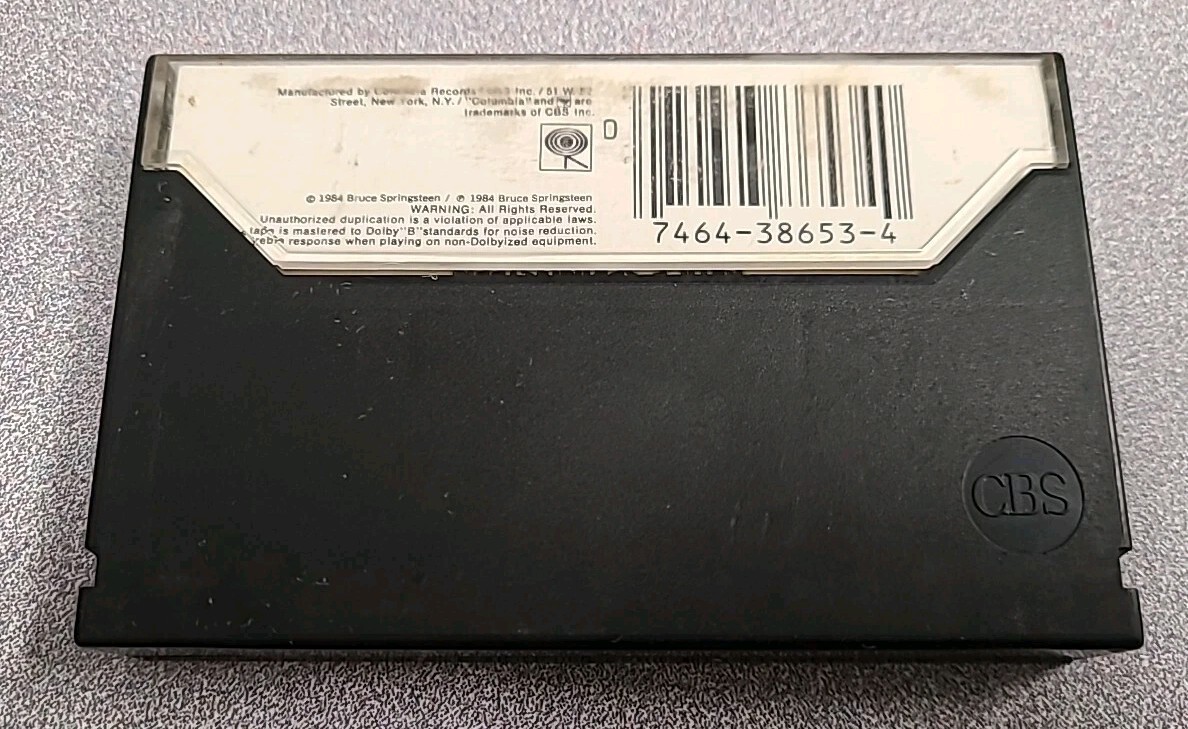 Manufactured by Records Inc. / 51 W.
Street, New York, N.Y. / "Columbia" and are
trademarks of CBS Inc.
D
© 1984 Bruce Springsteen / ℗ 1984 Bruce Springsteen
WARNING: All Rights Reserved.
Unauthorized duplication is a violation of applicable laws.
tape is mastered to Dolby "B" standards for noise reduction.
response when playing on non-Dolbyized equipment.
7464-38653-4
CBS